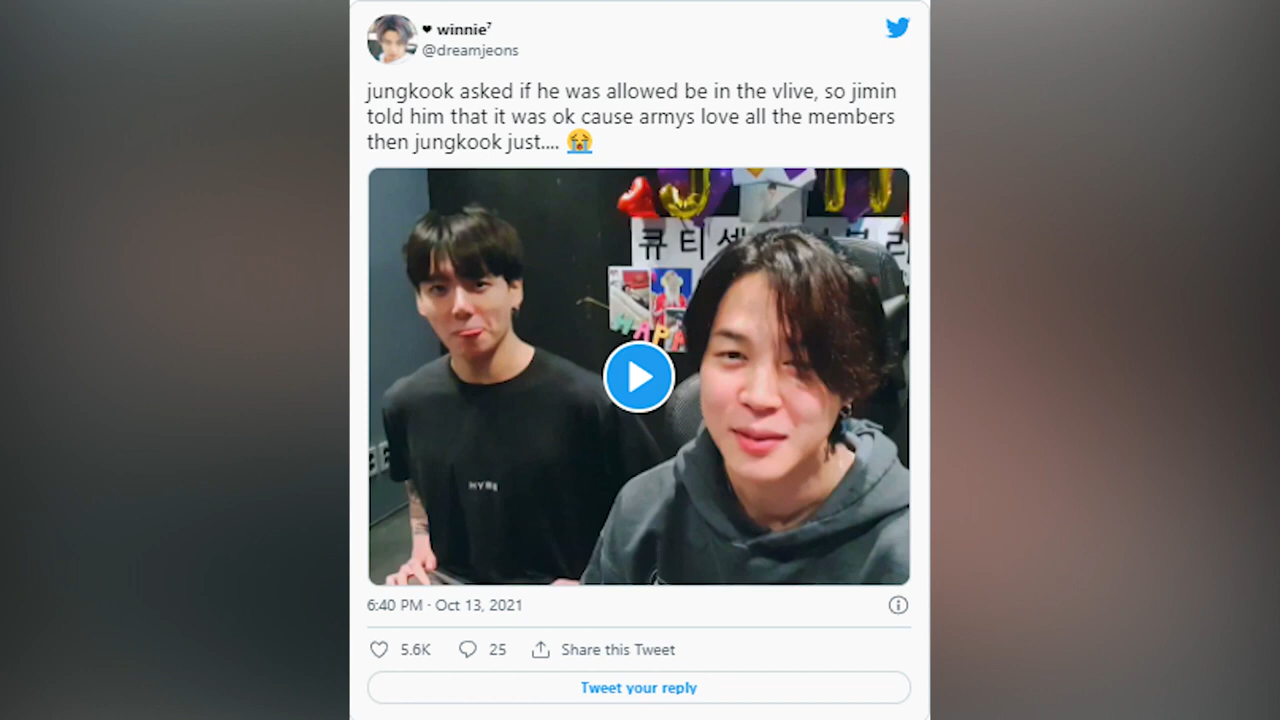 ❤ winnie⁷
@dreamjeons
jungkook asked if he was allowed be in the vlive, so jimin
told him that it was ok cause armys love all the members
then jungkook just.... 😭
큐티섹
HAPP
HYBE
6:40 PM · Oct 13, 2021
5.6K 25 Share this Tweet
Tweet your reply